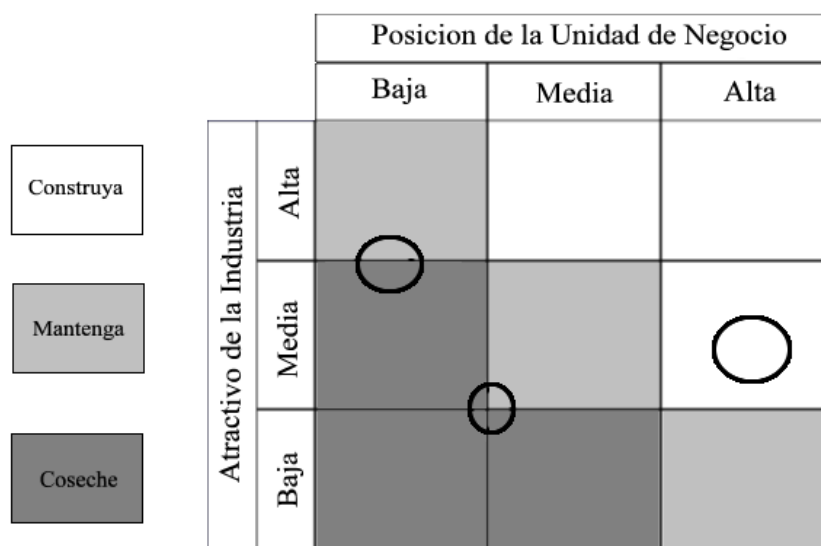 Posicion de la Unidad de Negocio
Baja
Media
Alta
Construya
Mantenga
Coseche
Atractivo de la Industria
Alta
Media
Baja